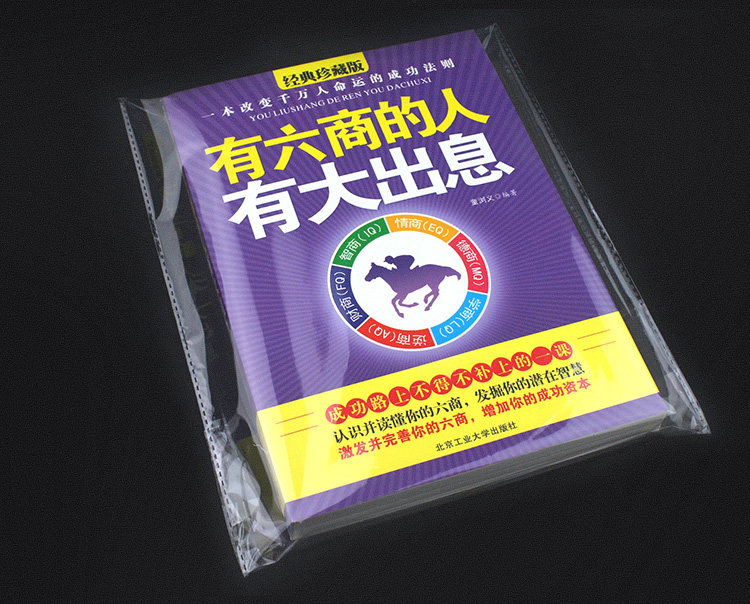 经典珍藏版
一本改变千万人命运的成功法则
YOU LIUSHANG DE REN YOU DACHUXI
有六商的人
有大出息
童浏文◎编著
智商(IQ)
情商(EQ)
德商(MQ)
学商(LQ)
逆商(AQ)
财商(FQ)
成功路上不得不补上的一课
认识并读懂你的六商，发掘你的潜在智慧
激发并完善你的六商，增加你的成功资本
北京工业大学出版社